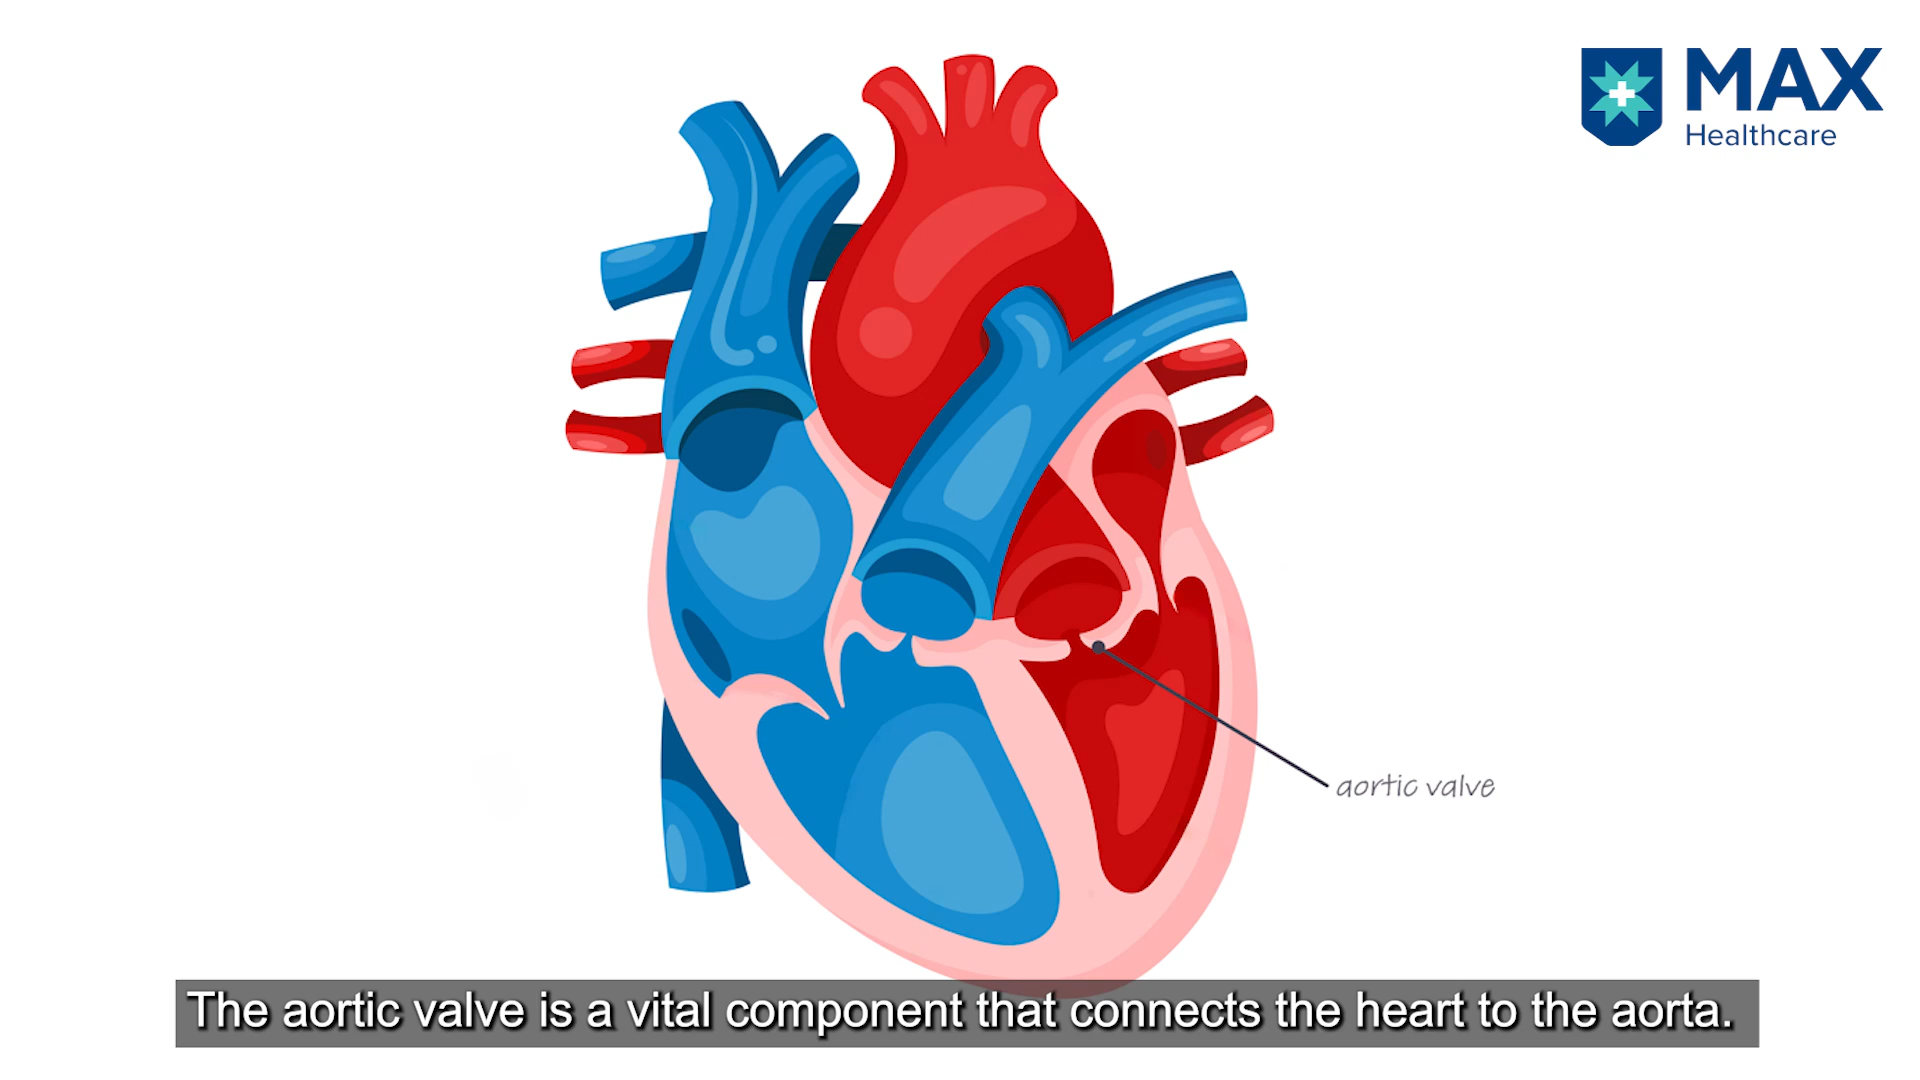 MAX
Healthcare
aortic valve
The aortic valve is a vital component that connects the heart to the aorta.